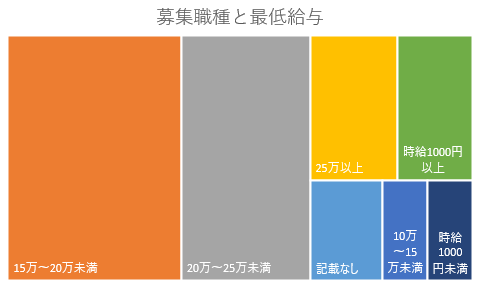 募集職種と最低給与
15万～20万未満
20万～25万未満
25万以上
時給1000円
以上
記載なし
10万
～15
万未満
時給
1000
円未満